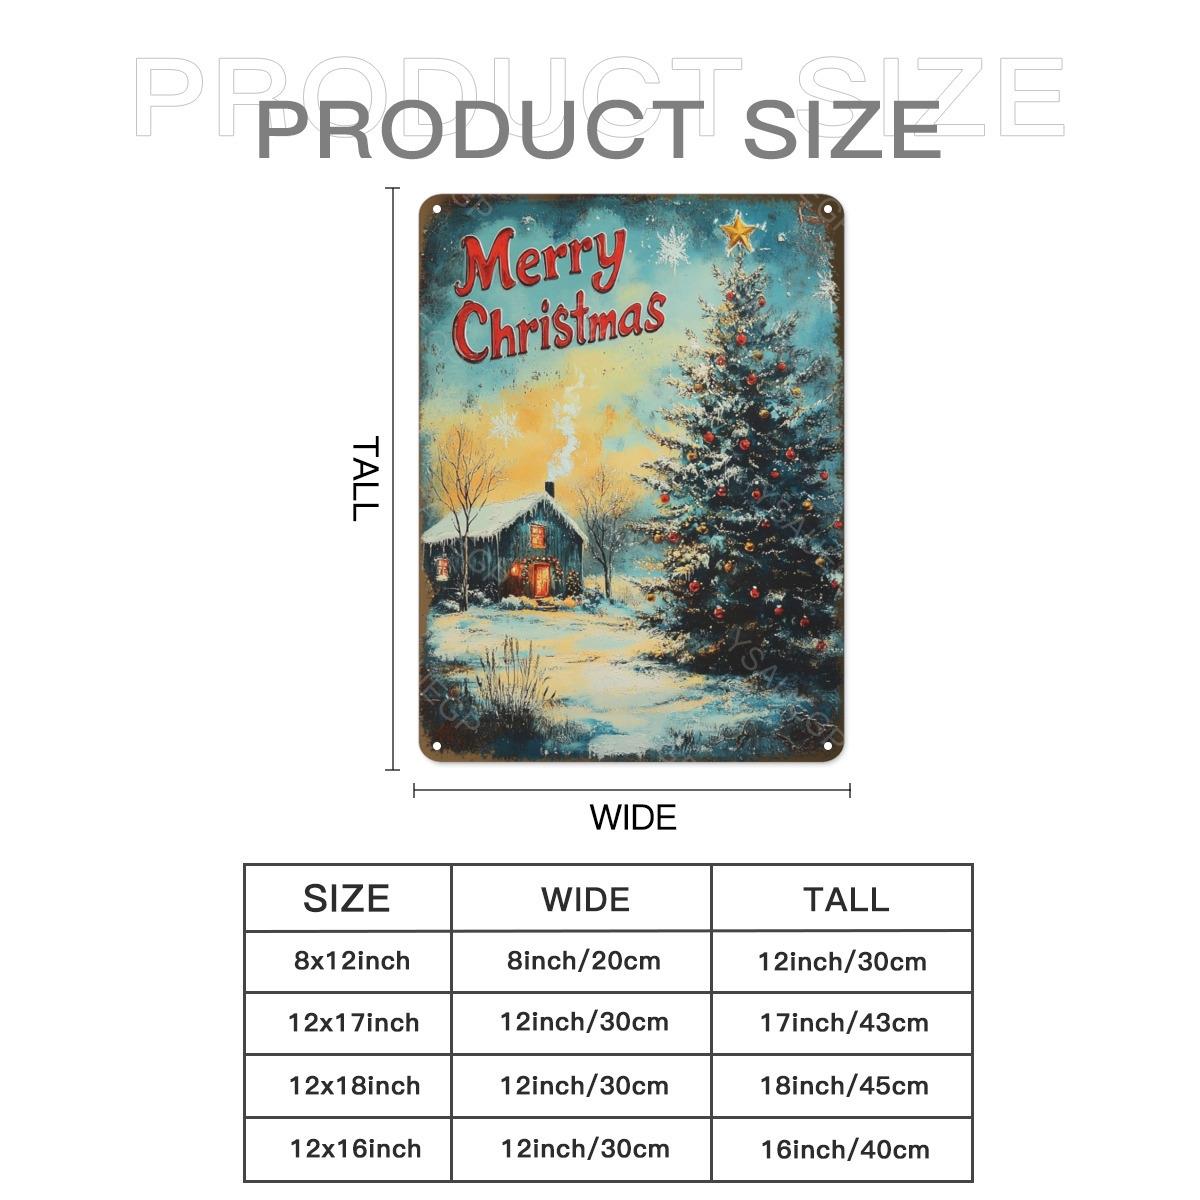 PRODUCT SIZE
PRODUCT SIZE
Merry
Christmas
TALL
WIDE
SIZE WIDE TALL
8x12inch 8inch/20cm 12inch/30cm
12x17inch 12inch/30cm 17inch/43cm
12x18inch 12inch/30cm 18inch/45cm
12x16inch 12inch/30cm 16inch/40cm